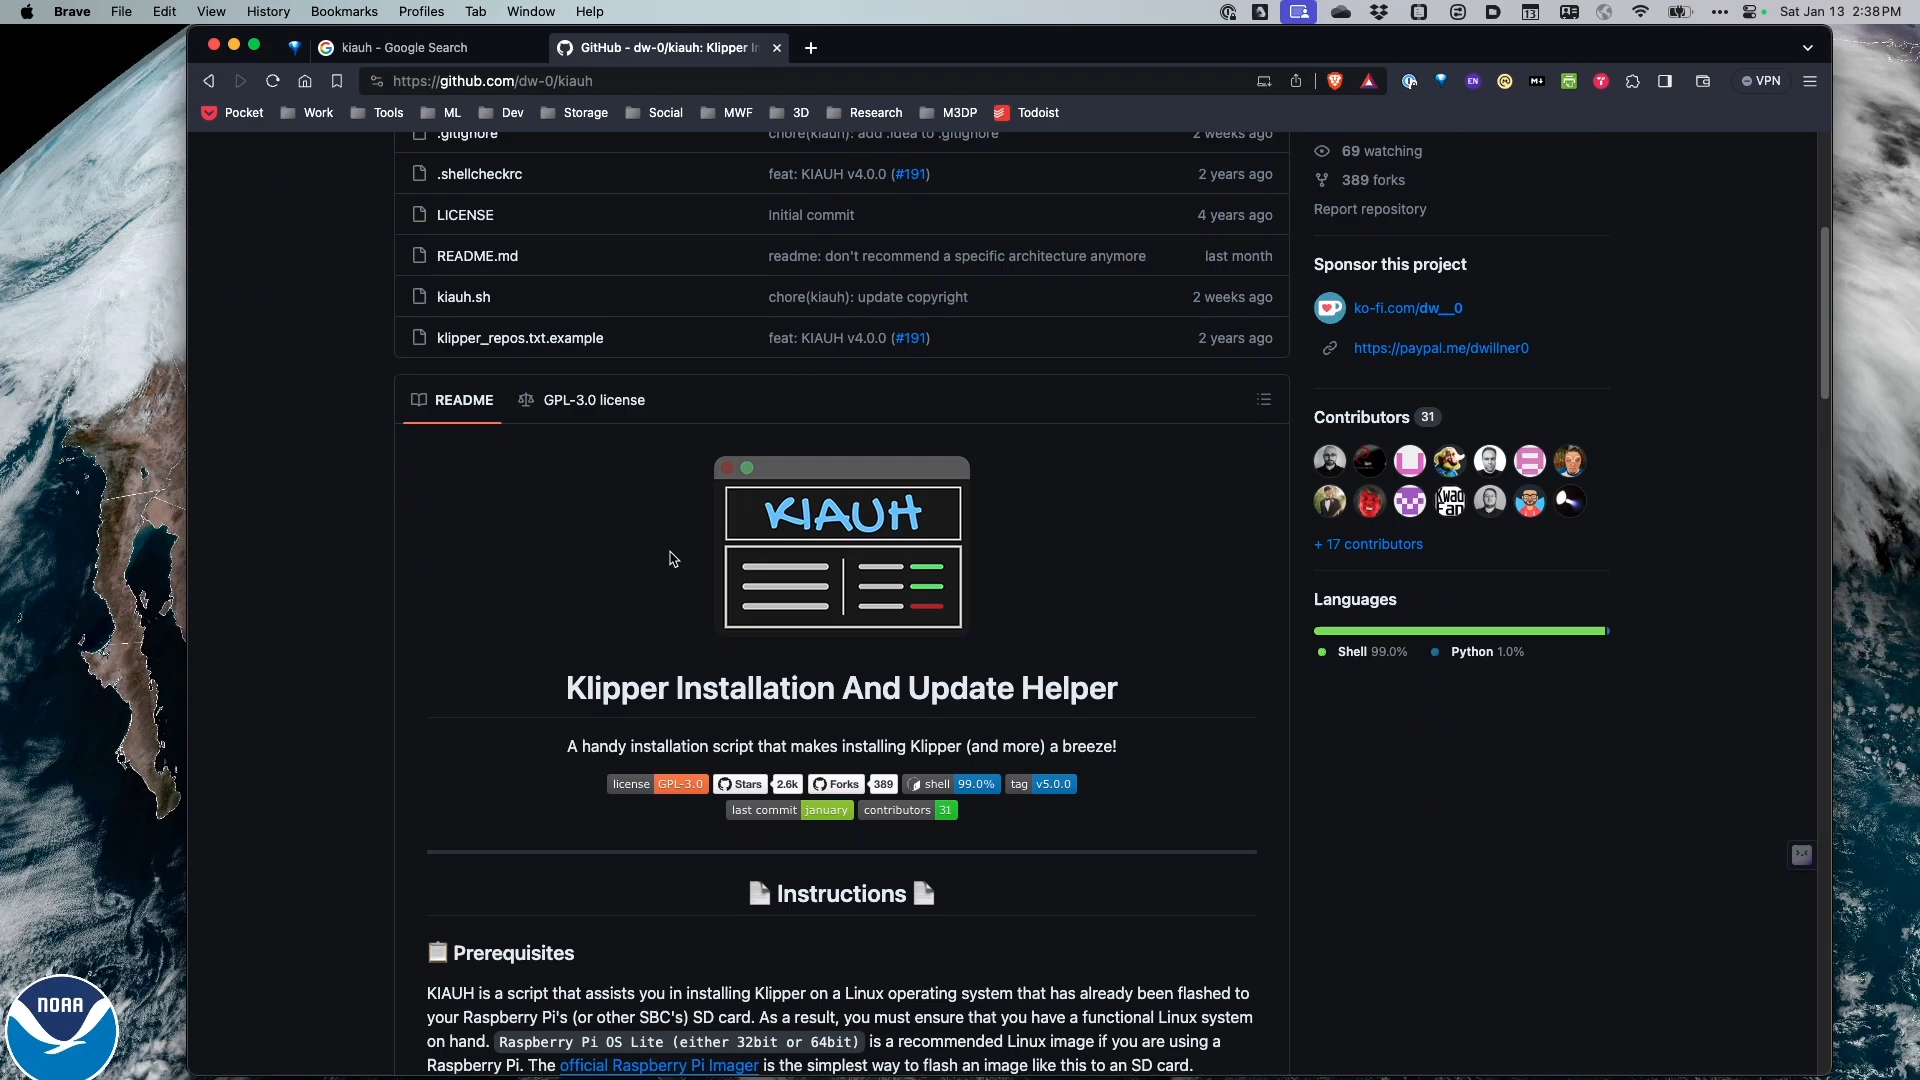 Brave File Edit View History Bookmarks Profiles Tab Window Help
13 Sat Jan 13 2:38PM
kiauh - Google Search
GitHub - dw-0/kiauh: Klipper In
https://github.com/dw-0/kiauh
VPN
Pocket Work Tools ML Dev Storage Social MWF 3D Research M3DP Todoist
.gitignore chore(kiauh): add .idea to .gitignore 2 weeks ago
.shellcheckrc feat: KIAUH v4.0.0 (#191) 2 years ago
LICENSE Initial commit 4 years ago
README.md readme: don't recommend a specific architecture anymore last month
kiauh.sh chore(kiauh): update copyright 2 weeks ago
klipper_repos.txt.example feat: KIAUH v4.0.0 (#191) 2 years ago
README GPL-3.0 license
KIAUH
Klipper Installation And Update Helper
A handy installation script that makes installing Klipper (and more) a breeze!
license GPL-3.0 Stars 2.6k Forks 389 shell 99.0% tag v5.0.0
last commit january contributors 31
Instructions
Prerequisites
KIAUH is a script that assists you in installing Klipper on a Linux operating system that has already been flashed to
your Raspberry Pi's (or other SBC's) SD card. As a result, you must ensure that you have a functional Linux system
on hand. Raspberry Pi OS Lite (either 32bit or 64bit) is a recommended Linux image if you are using a
Raspberry Pi. The official Raspberry Pi Imager is the simplest way to flash an image like this to an SD card.
69 watching
389 forks
Report repository
Sponsor this project
ko-fi.com/dw__0
https://paypal.me/dwillner0
Contributors 31
+ 17 contributors
Languages
Shell 99.0% Python 1.0%
NOAA